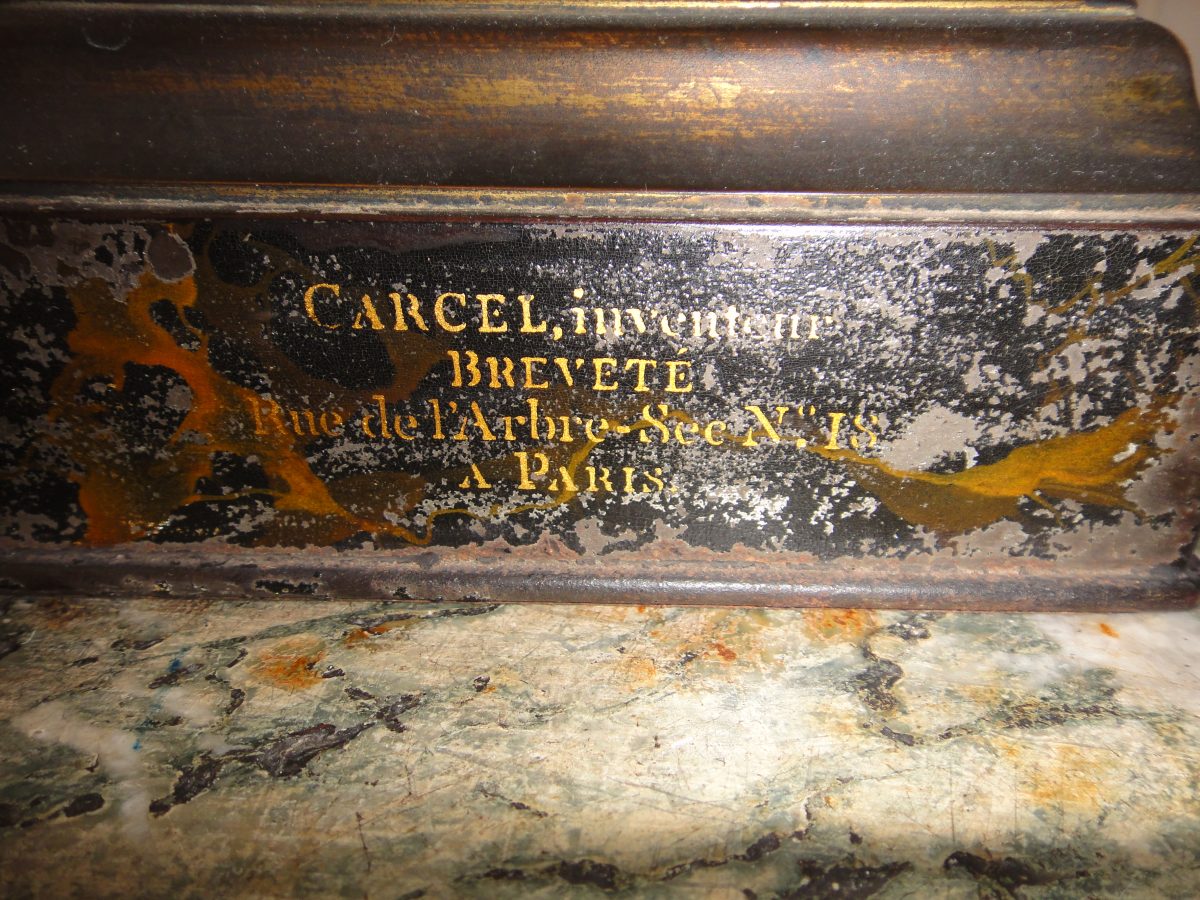 CARCEL, inventeur
BREVETÉ
Rue de l'Arbre-Sec N.º 18
A PARIS.